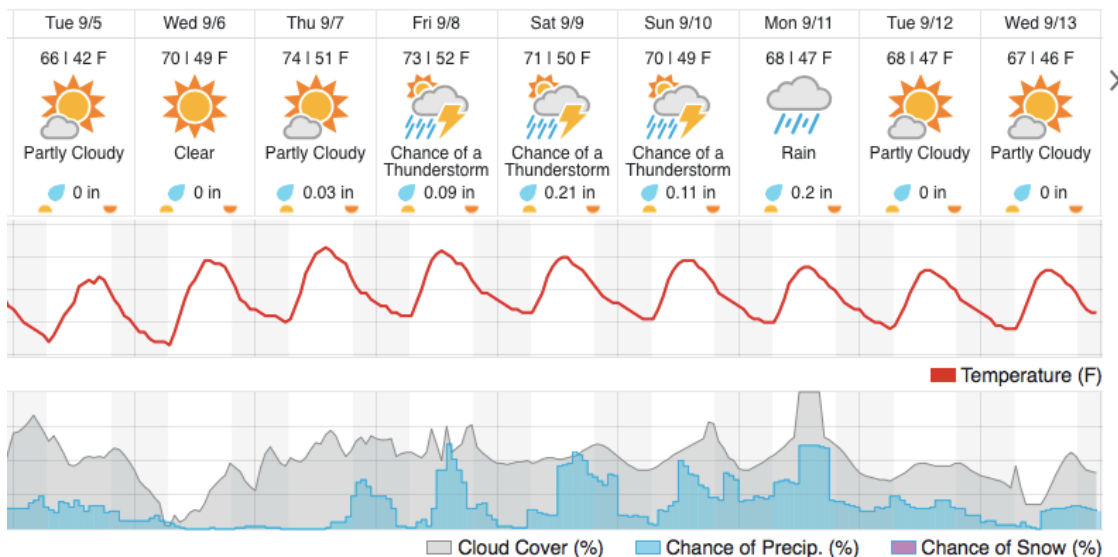 Tue 9/5 Wed 9/6 Thu 9/7 Fri 9/8 Sat 9/9 Sun 9/10 Mon 9/11 Tue 9/12 Wed 9/13
66 | 42 F 70 | 49 F 74 | 51 F 73 | 52 F 71 | 50 F 70 | 49 F 68 | 47 F 68 | 47 F 67 | 46 F
Partly Cloudy Clear Partly Cloudy Chance of a Chance of a Chance of a Rain Partly Cloudy Partly Cloudy
Thunderstorm Thunderstorm Thunderstorm
0 in 0 in 0.03 in 0.09 in 0.21 in 0.11 in 0.2 in 0 in 0 in
Temperature (F)
Cloud Cover (%) Chance of Precip. (%) Chance of Snow (%)